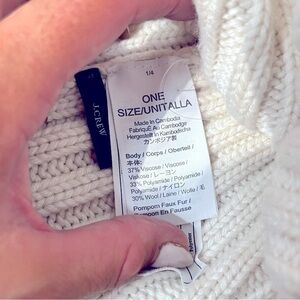 J.CREW
1/4
ONE
SIZE/UNITALLA
Made in Cambodia
Fabriqué Au Cambodge
Hergestellt in Kambodscha
カンボジア製
Body / Corps / Oberteil /
本体:
37% Viscose / Viscose /
Viskose / レーヨン
33% Polyamide / Polyamide /
Polyamide / ナイロン
30% Wool / Laine / Wolle / 毛
Pompom Faux Fur /
Pompon En Fausse